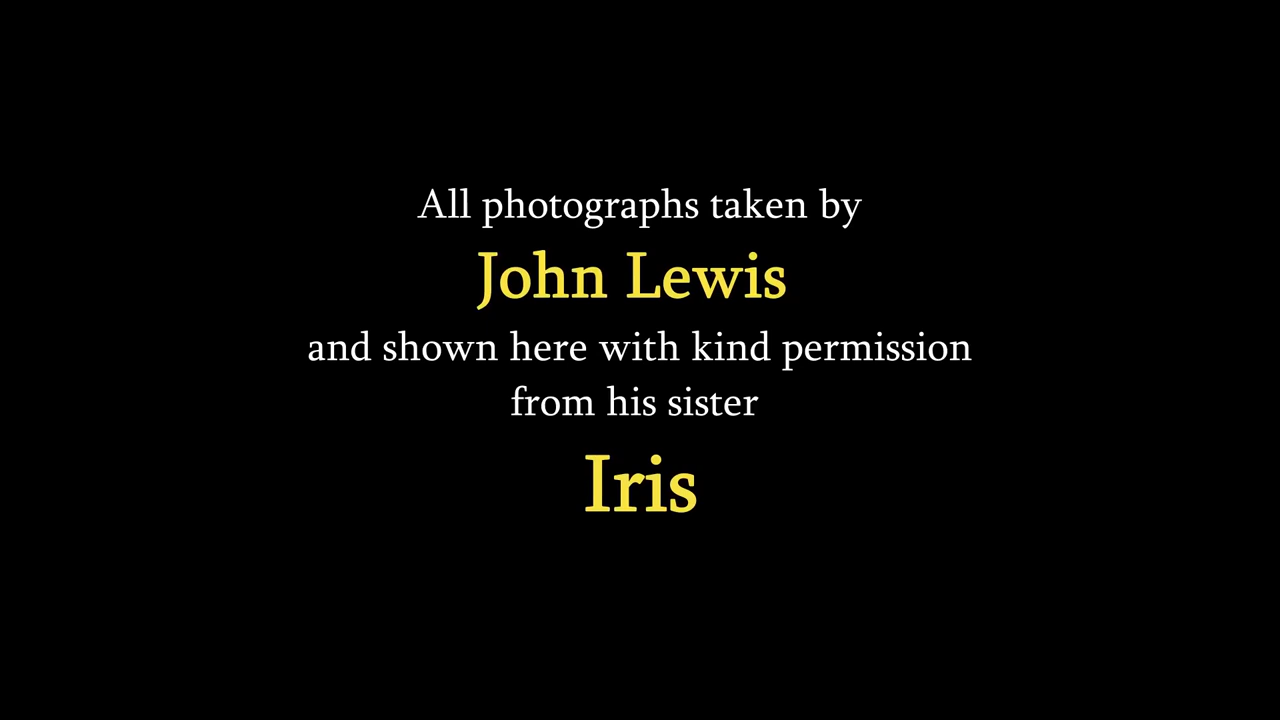 All photographs taken by
John Lewis
and shown here with kind permission
from his sister
Iris